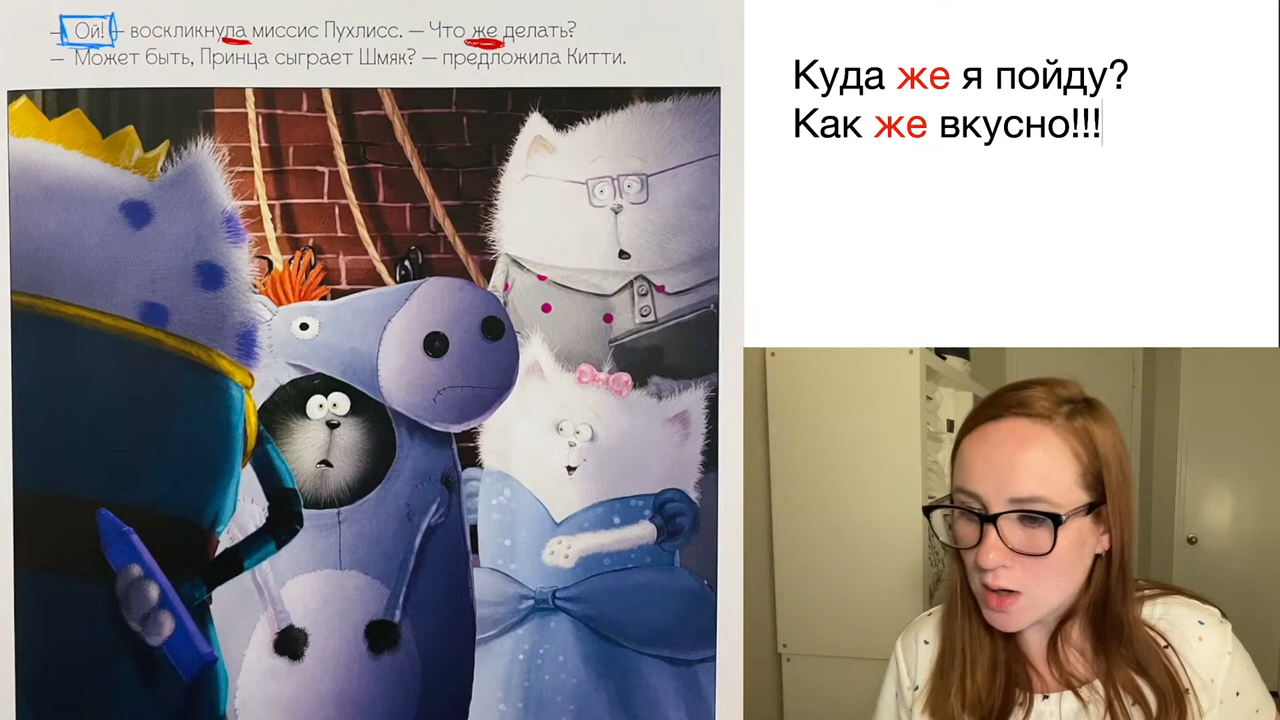 — Ой! — воскликнула миссис Пухлисс. — Что же делать?
— Может быть, Принца сыграет Шмяк? — предложила Китти.
Куда же я пойду?
Как же вкусно!!!